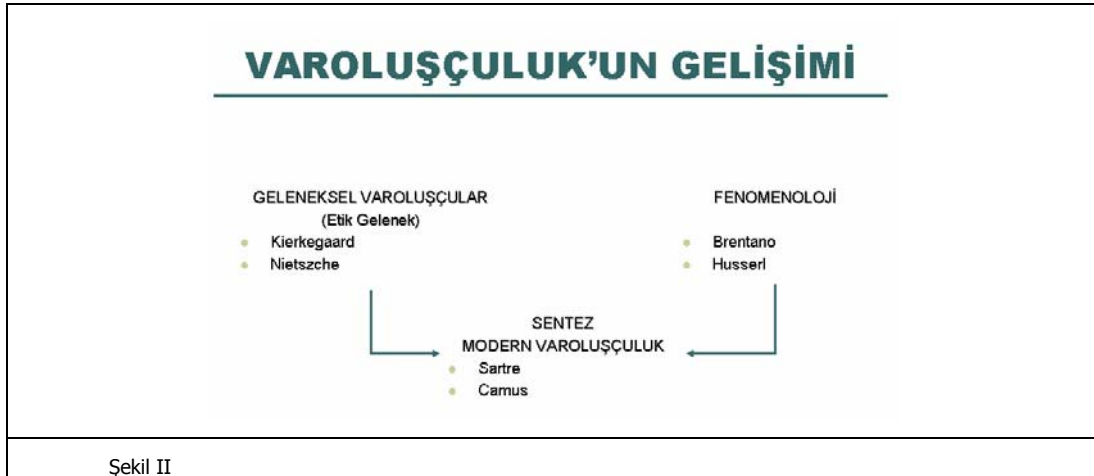 VAROLUŞÇULUK'UN GELİŞİMİ
GELENEKSEL VAROLUŞÇULAR
(Etik Gelenek)
Kierkegaard
Nietszche
FENOMENOLOJİ
Brentano
Husserl
SENTEZ
MODERN VAROLUŞÇULUK
Sartre
Camus
Şekil II